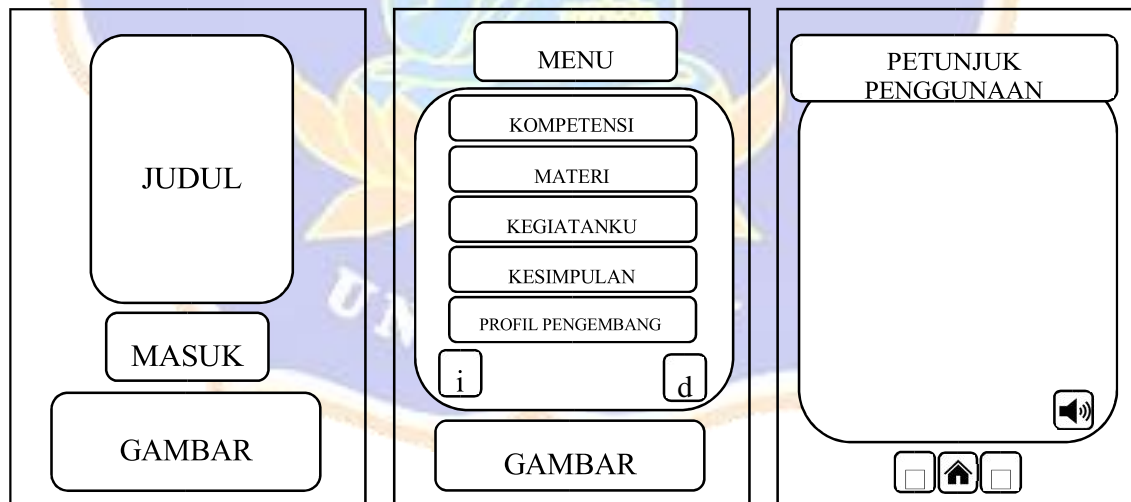 JUDUL
MASUK
GAMBAR
MENU
KOMPETENSI
MATERI
KEGIATANKU
KESIMPULAN
PROFIL PENGEMBANG
i
d
GAMBAR
PETUNJUK
PENGGUNAAN